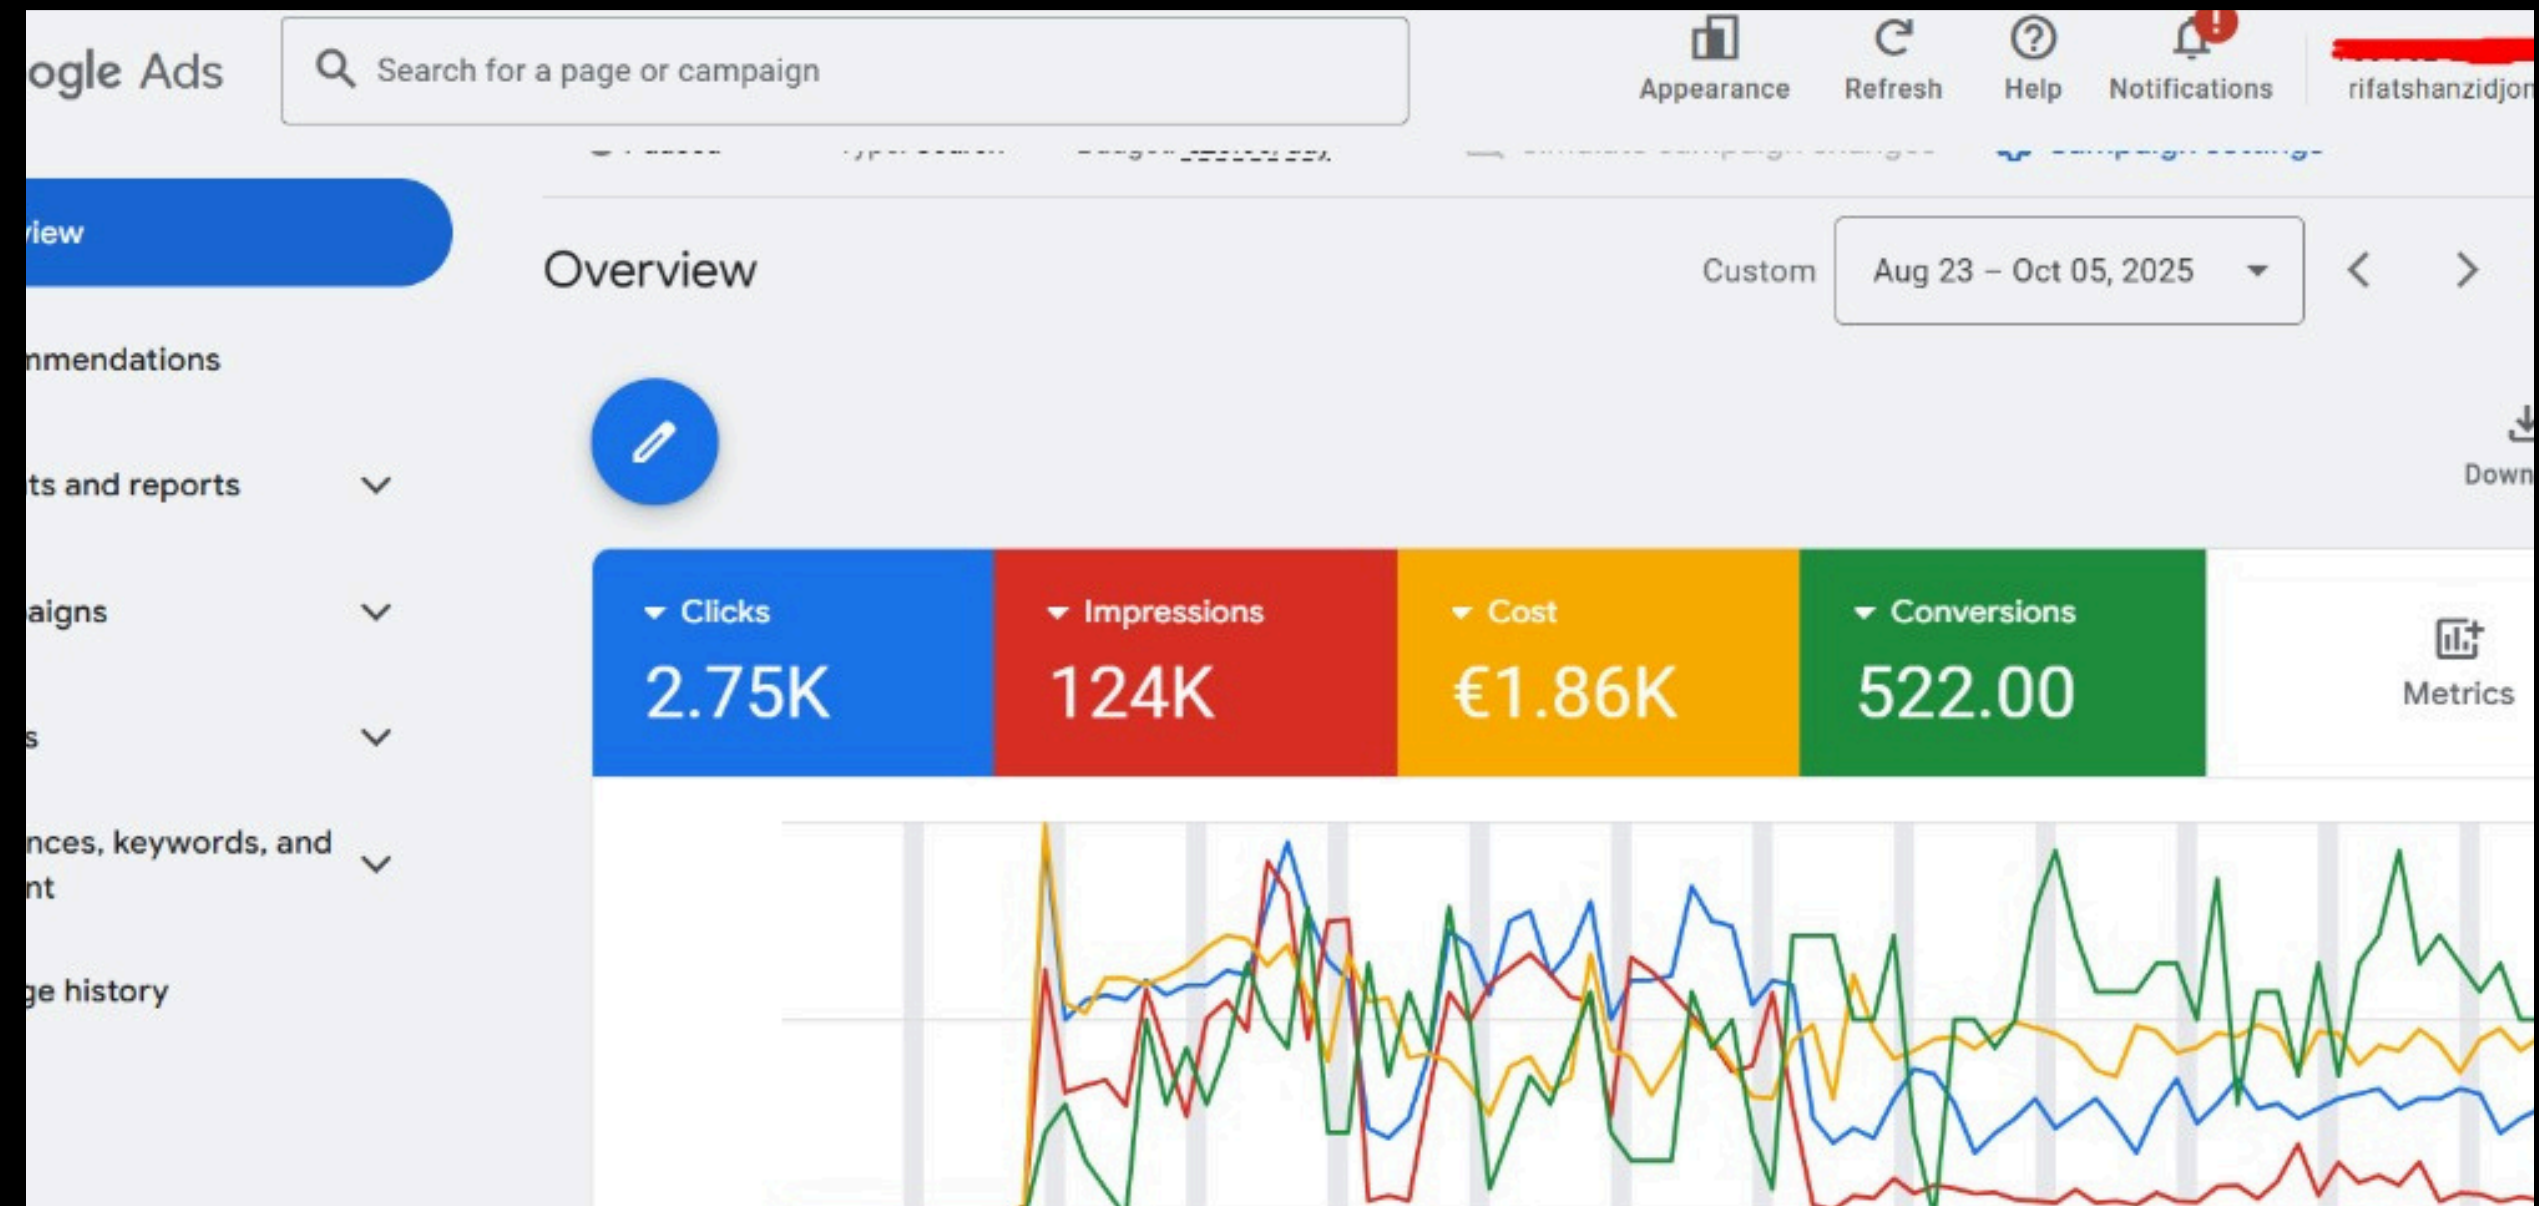 ogle Ads
Search for a page or campaign
Appearance
Refresh
Help
Notifications
rifatshanzidjon
view
Overview
Custom
Aug 23 – Oct 05, 2025
mmendations
ts and reports
Down
aigns
Clicks
Impressions
Cost
Conversions
2.75K
124K
€1.86K
522.00
Metrics
s
nces, keywords, and
nt
ge history